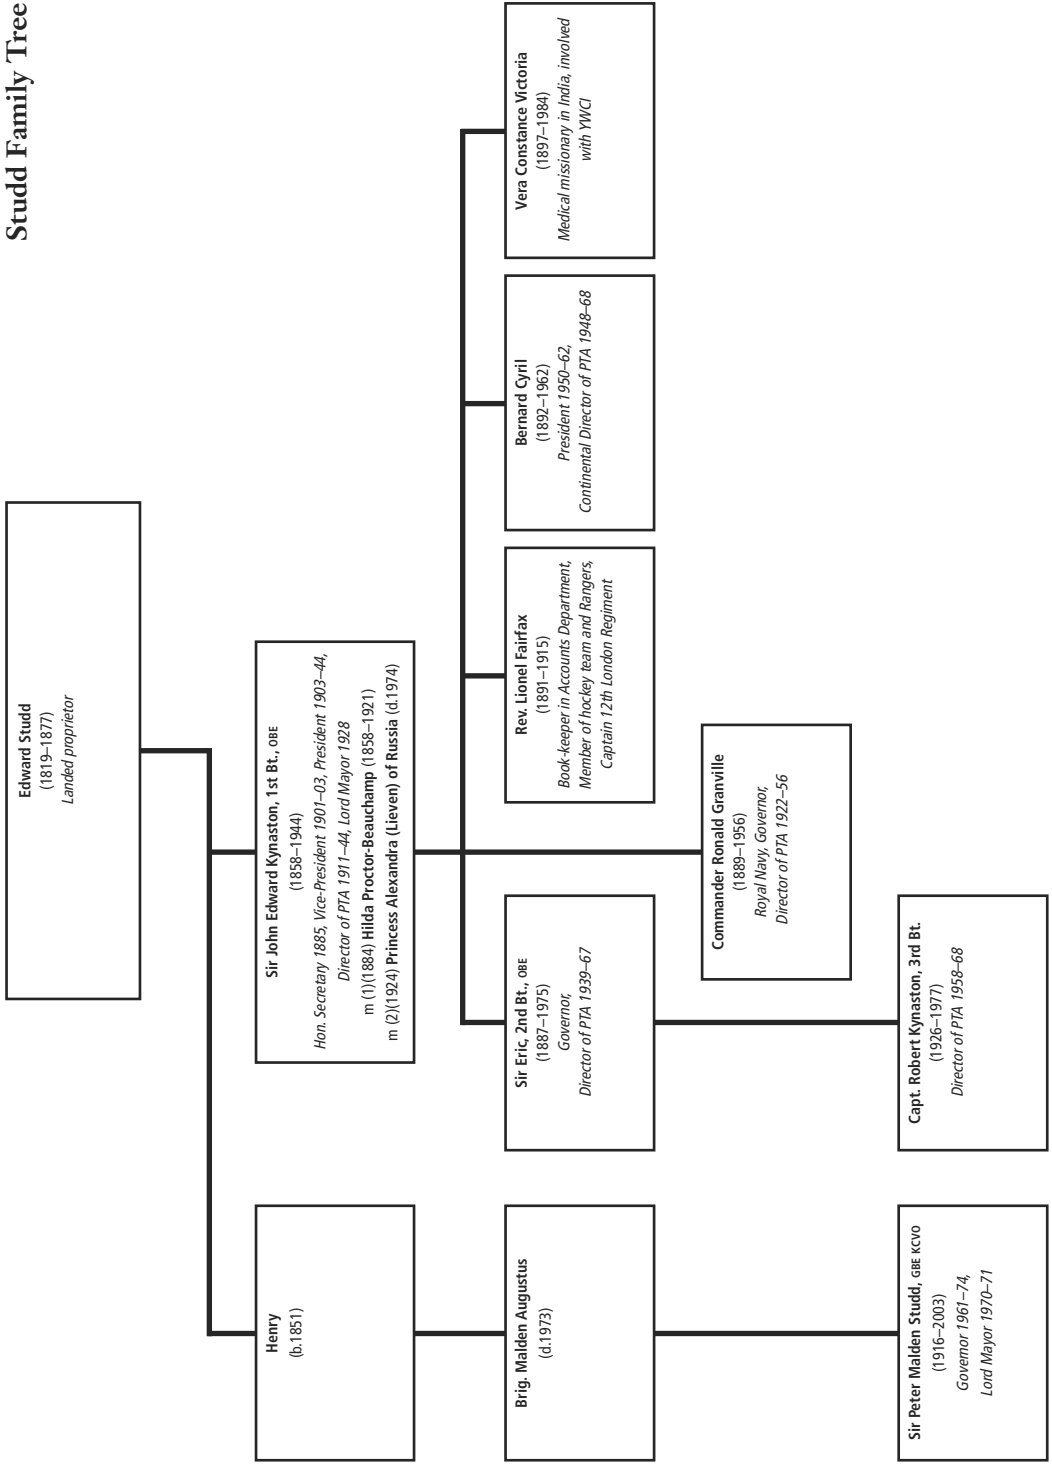 Studd Family Tree
Edward Studd
(1819–1877)
Landed proprietor
Henry
(b.1851)
Sir John Edward Kynaston, 1st Bt., OBE
(1858–1944)
Hon. Secretary 1885, Vice-President 1901–03, President 1903–44,
Director of PTA 1911–44, Lord Mayor 1928
m (1)(1884) Hilda Proctor-Beauchamp (1858–1921)
m (2)(1924) Princess Alexandra (Lieven) of Russia (d.1974)
Brig. Malden Augustus
(d.1973)
Sir Eric, 2nd Bt., OBE
(1887–1975)
Governor,
Director of PTA 1939–67
Rev. Lionel Fairfax
(1891–1915)
Book-keeper in Accounts Department,
Member of hockey team and Rangers,
Captain 12th London Regiment
Bernard Cyril
(1892–1962)
President 1950–62,
Continental Director of PTA 1948–68
Vera Constance Victoria
(1897–1984)
Medical missionary in India, involved
with YWCI
Commander Ronald Granville
(1889–1956)
Royal Navy, Governor,
Director of PTA 1922–56
Sir Peter Malden Studd, GBE KCVO
(1916–2003)
Governor 1961–74,
Lord Mayor 1970–71
Capt. Robert Kynaston, 3rd Bt.
(1926–1977)
Director of PTA 1958–68